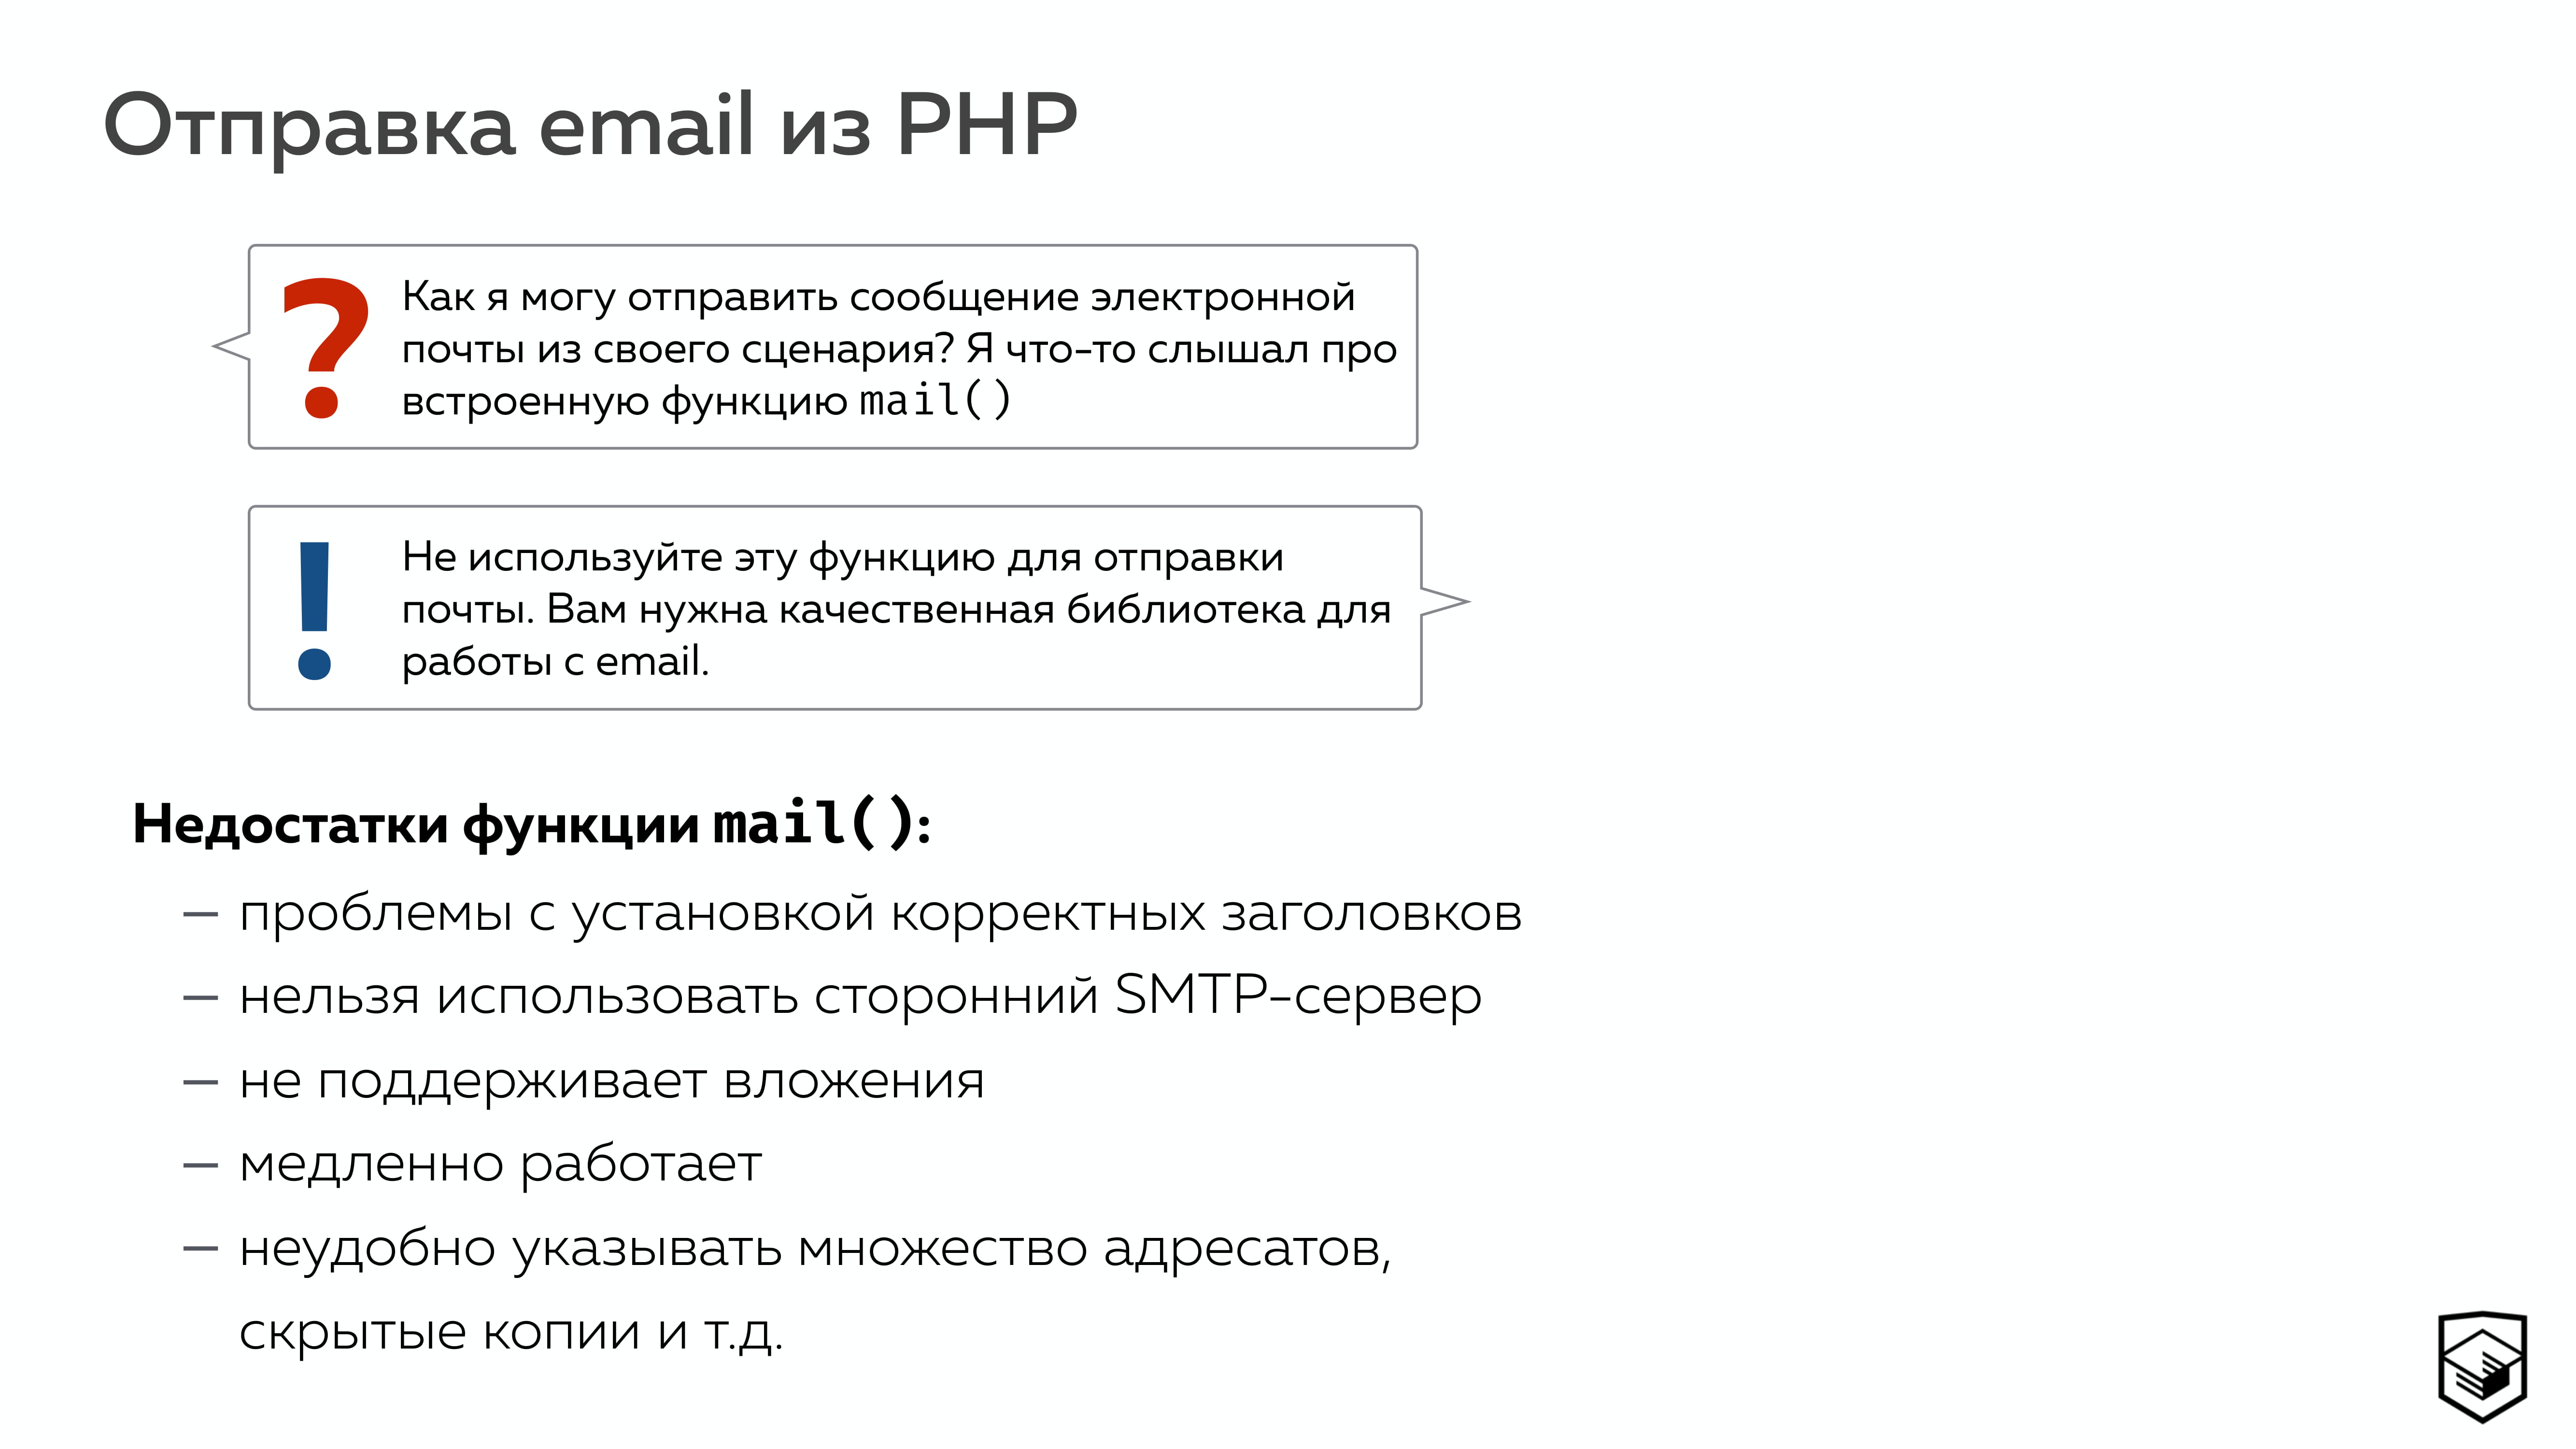 Отправка email из PHP
?
Как я могу отправить сообщение электронной
почты из своего сценария? Я что-то слышал про
встроенную функцию mail()
!
Не используйте эту функцию для отправки
почты. Вам нужна качественная библиотека для
работы с email.
Недостатки функции mail():
— проблемы с установкой корректных заголовков
— нельзя использовать сторонний SMTP-сервер
— не поддерживает вложения
— медленно работает
— неудобно указывать множество адресатов,
скрытые копии и т.д.